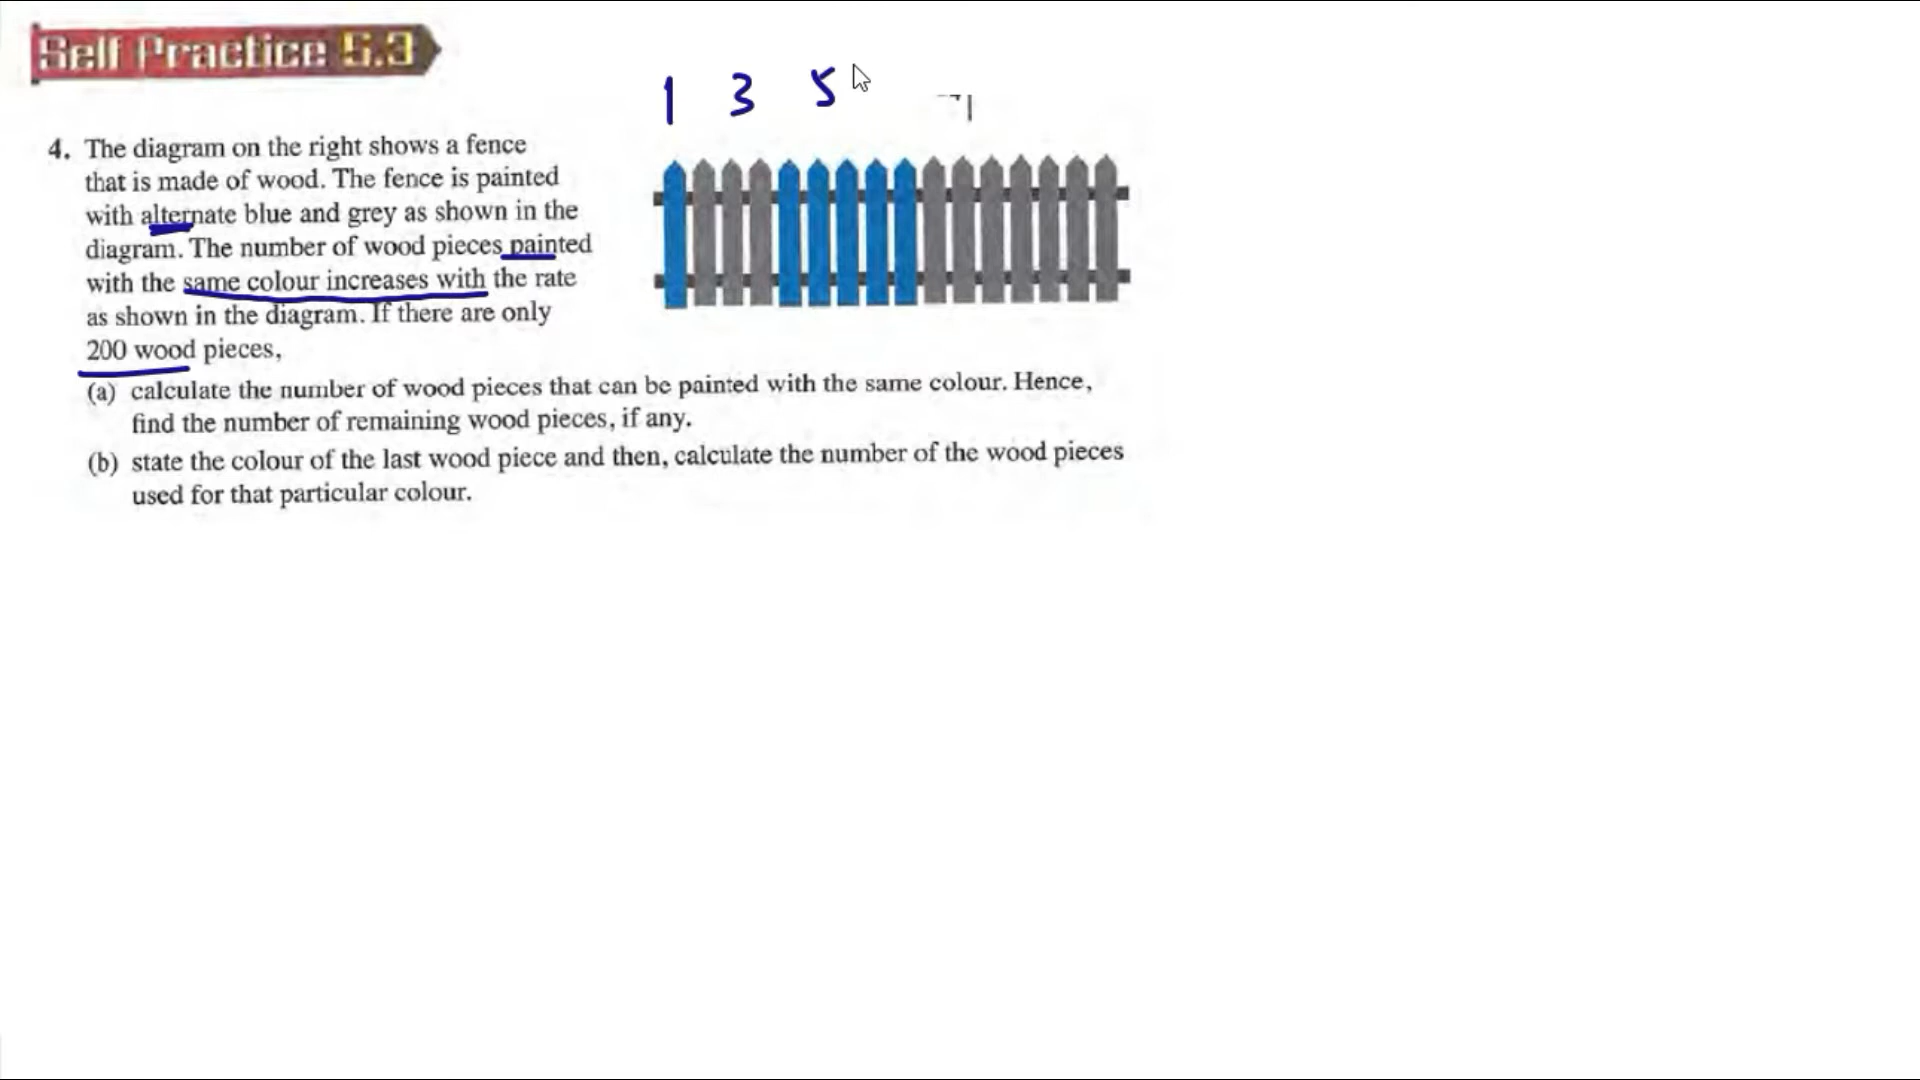 Self Practice 5.3
1 3 5
4. The diagram on the right shows a fence
that is made of wood. The fence is painted
with alternate blue and grey as shown in the
diagram. The number of wood pieces painted
with the same colour increases with the rate
as shown in the diagram. If there are only
200 wood pieces,
(a) calculate the number of wood pieces that can be painted with the same colour. Hence,
find the number of remaining wood pieces, if any.
(b) state the colour of the last wood piece and then, calculate the number of the wood pieces
used for that particular colour.